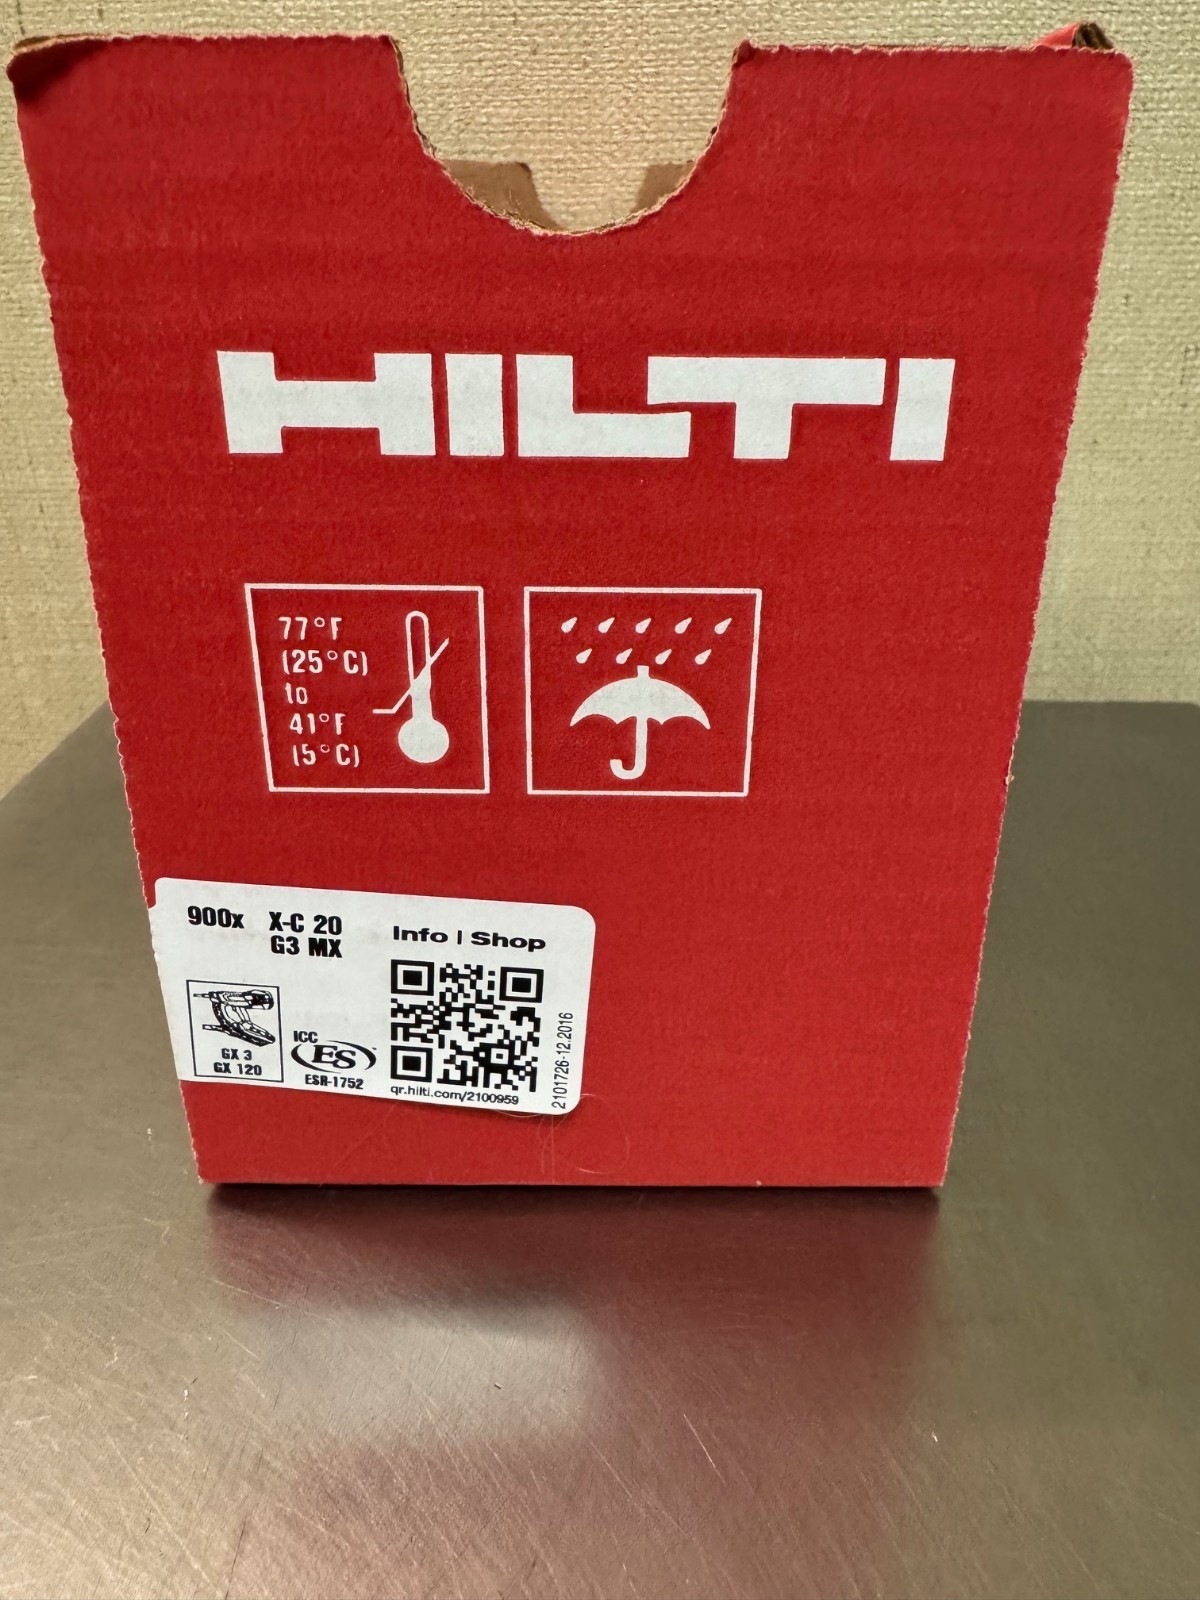 HILTI
77°F
(25°C)
to
41°F
(5°C)
900x X-C 20
G3 MX
Info | Shop
GX 3
GX 120
ICC
ES
ESR-1752
qr.hilti.com/2100959
2101726-12.2016